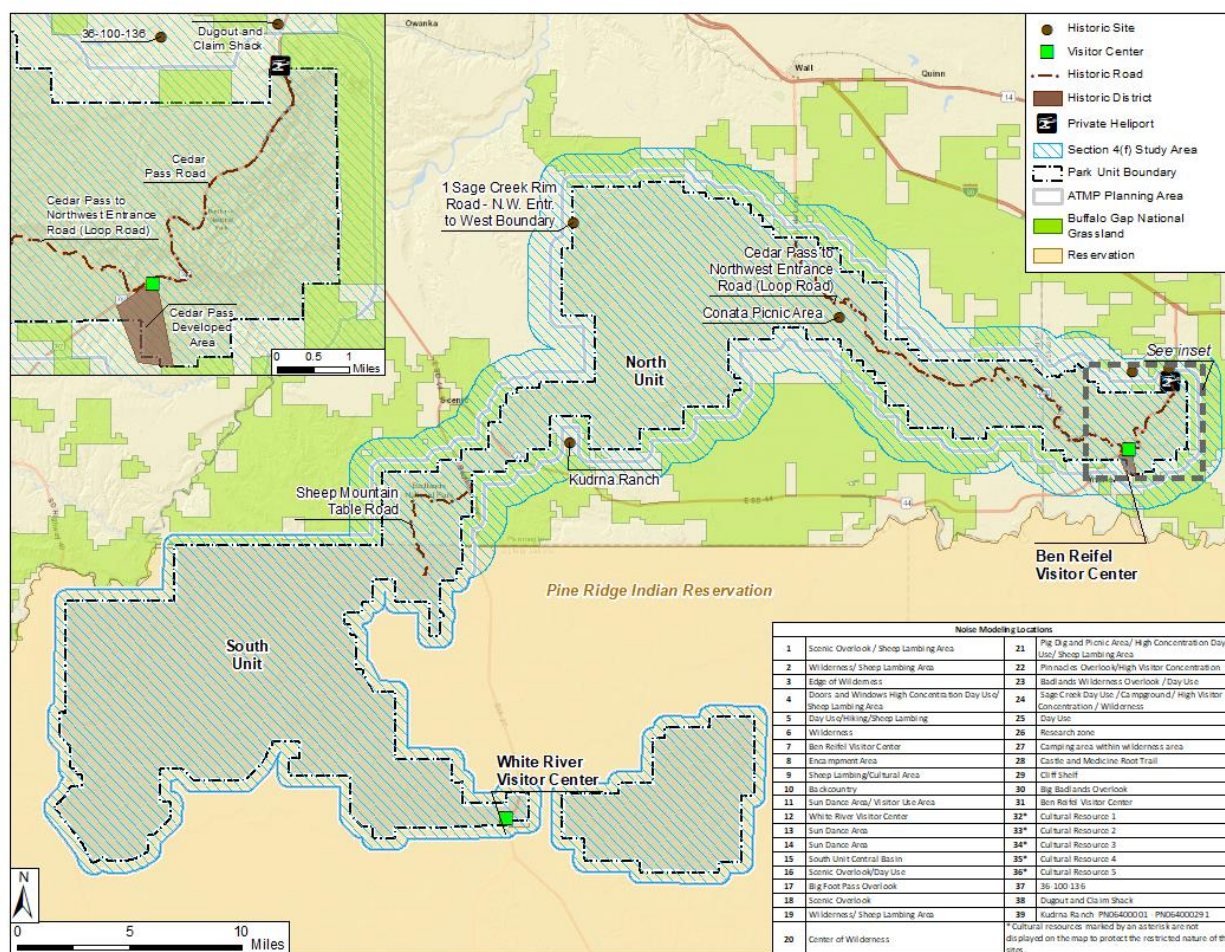 36-100-136
Dugout and
Claim Shack
Cedar
Pass Road
Cedar Pass to
Northwest Entrance
Road (Loop Road)
Cedar Pass
Developed
Area
0 0.5 1
Miles
Owanka
Wall
Quinn
14
Historic Site
Visitor Center
Historic Road
Historic District
Private Heliport
Section 4(f) Study Area
Park Unit Boundary
ATMP Planning Area
Buffalo Gap National
Grassland
Reservation
1 Sage Creek Rim
Road - N.W. Entr.
to West Boundary
Cedar Pass to
Northwest Entrance
Road (Loop Road)
Conata Picnic Area
See inset
North
Unit
Scenic
Kudrna Ranch
E SD-44
44
Sheep Mountain
Table Road
Ben Reifel
Visitor Center
Pine Ridge Indian Reservation
South
Unit
White River
Visitor Center
N
0 5 10
Miles
Noise Modeling Locations
1 Scenic Overlook / Sheep Lambing Area
2 Wilderness/ Sheep Lambing Area
3 Edge of Wilderness
4 Doors and Windows High Concentration Day Use/
Sheep Lambing Area
5 Day Use/Hiking/Sheep Lambing
6 Wilderness
7 Ben Reifel Visitor Center
8 Encampment Area
9 Sheep Lambing/Cultural Area
10 Backcountry
11 Sun Dance Area/ Visitor Use Area
12 White River Visitor Center
13 Sun Dance Area
14 Sun Dance Area
15 South Unit Central Basin
16 Scenic Overlook/Day Use
17 Big Foot Pass Overlook
18 Scenic Overlook
19 Wilderness/ Sheep Lambing Area
20 Center of Wilderness
21 Pig Dig and Picnic Area/ High Concentration Day
Use/ Sheep Lambing Area
22 Pinnacles Overlook/High Visitor Concentration
23 Badlands Wilderness Overlook / Day Use
24 Sage Creek Day Use / Campground / High Visitor
Concentration / Wilderness
25 Day Use
26 Research zone
27 Camping area within wilderness area
28 Castle and Medicine Root Trail
29 Cliff Shelf
30 Big Badlands Overlook
31 Ben Reifel Visitor Center
32* Cultural Resource 1
33* Cultural Resource 2
34* Cultural Resource 3
35* Cultural Resource 4
36* Cultural Resource 5
37 36-100-136
38 Dugout and Claim Shack
39 Kudrna Ranch PN06400001 - PN064000291
* Cultural resources marked by an asterisk are not
displayed on the map to protect the restricted nature of the
sites.